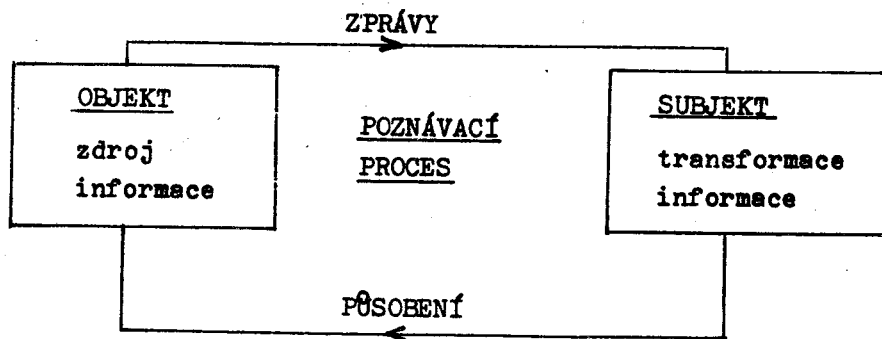 ZPRÁVY
OBJEKT
zdroj
informace
POZNÁVACÍ
PROCES
SUBJEKT
transformace
informace
PŮSOBENÍ